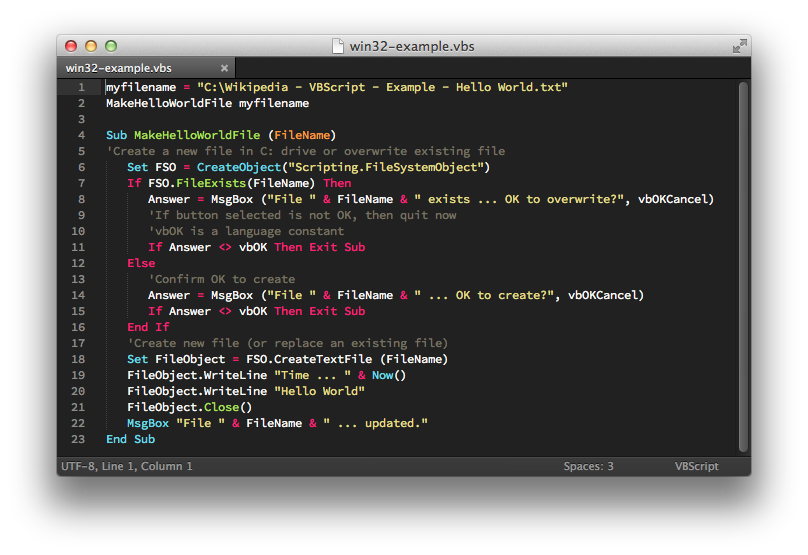 win32-example.vbs
win32-example.vbs ×
1 myfilename = "C:\Wikipedia - VBScript - Example - Hello World.txt"
2 MakeHelloWorldFile myfilename
3
4 Sub MakeHelloWorldFile (FileName)
5 'Create a new file in C: drive or overwrite existing file
6    Set FSO = CreateObject("Scripting.FileSystemObject")
7    If FSO.FileExists(FileName) Then
8       Answer = MsgBox ("File " & FileName & " exists ... OK to overwrite?", vbOKCancel)
9       'If button selected is not OK, then quit now
10       'vbOK is a language constant
11       If Answer <> vbOK Then Exit Sub
12    Else
13       'Confirm OK to create
14       Answer = MsgBox ("File " & FileName & " ... OK to create?", vbOKCancel)
15       If Answer <> vbOK Then Exit Sub
16    End If
17    'Create new file (or replace an existing file)
18    Set FileObject = FSO.CreateTextFile (FileName)
19    FileObject.WriteLine "Time ... " & Now()
20    FileObject.WriteLine "Hello World"
21    FileObject.Close()
22    MsgBox "File " & FileName & " ... updated."
23 End Sub
UTF-8, Line 1, Column 1 Spaces: 3 VBScript